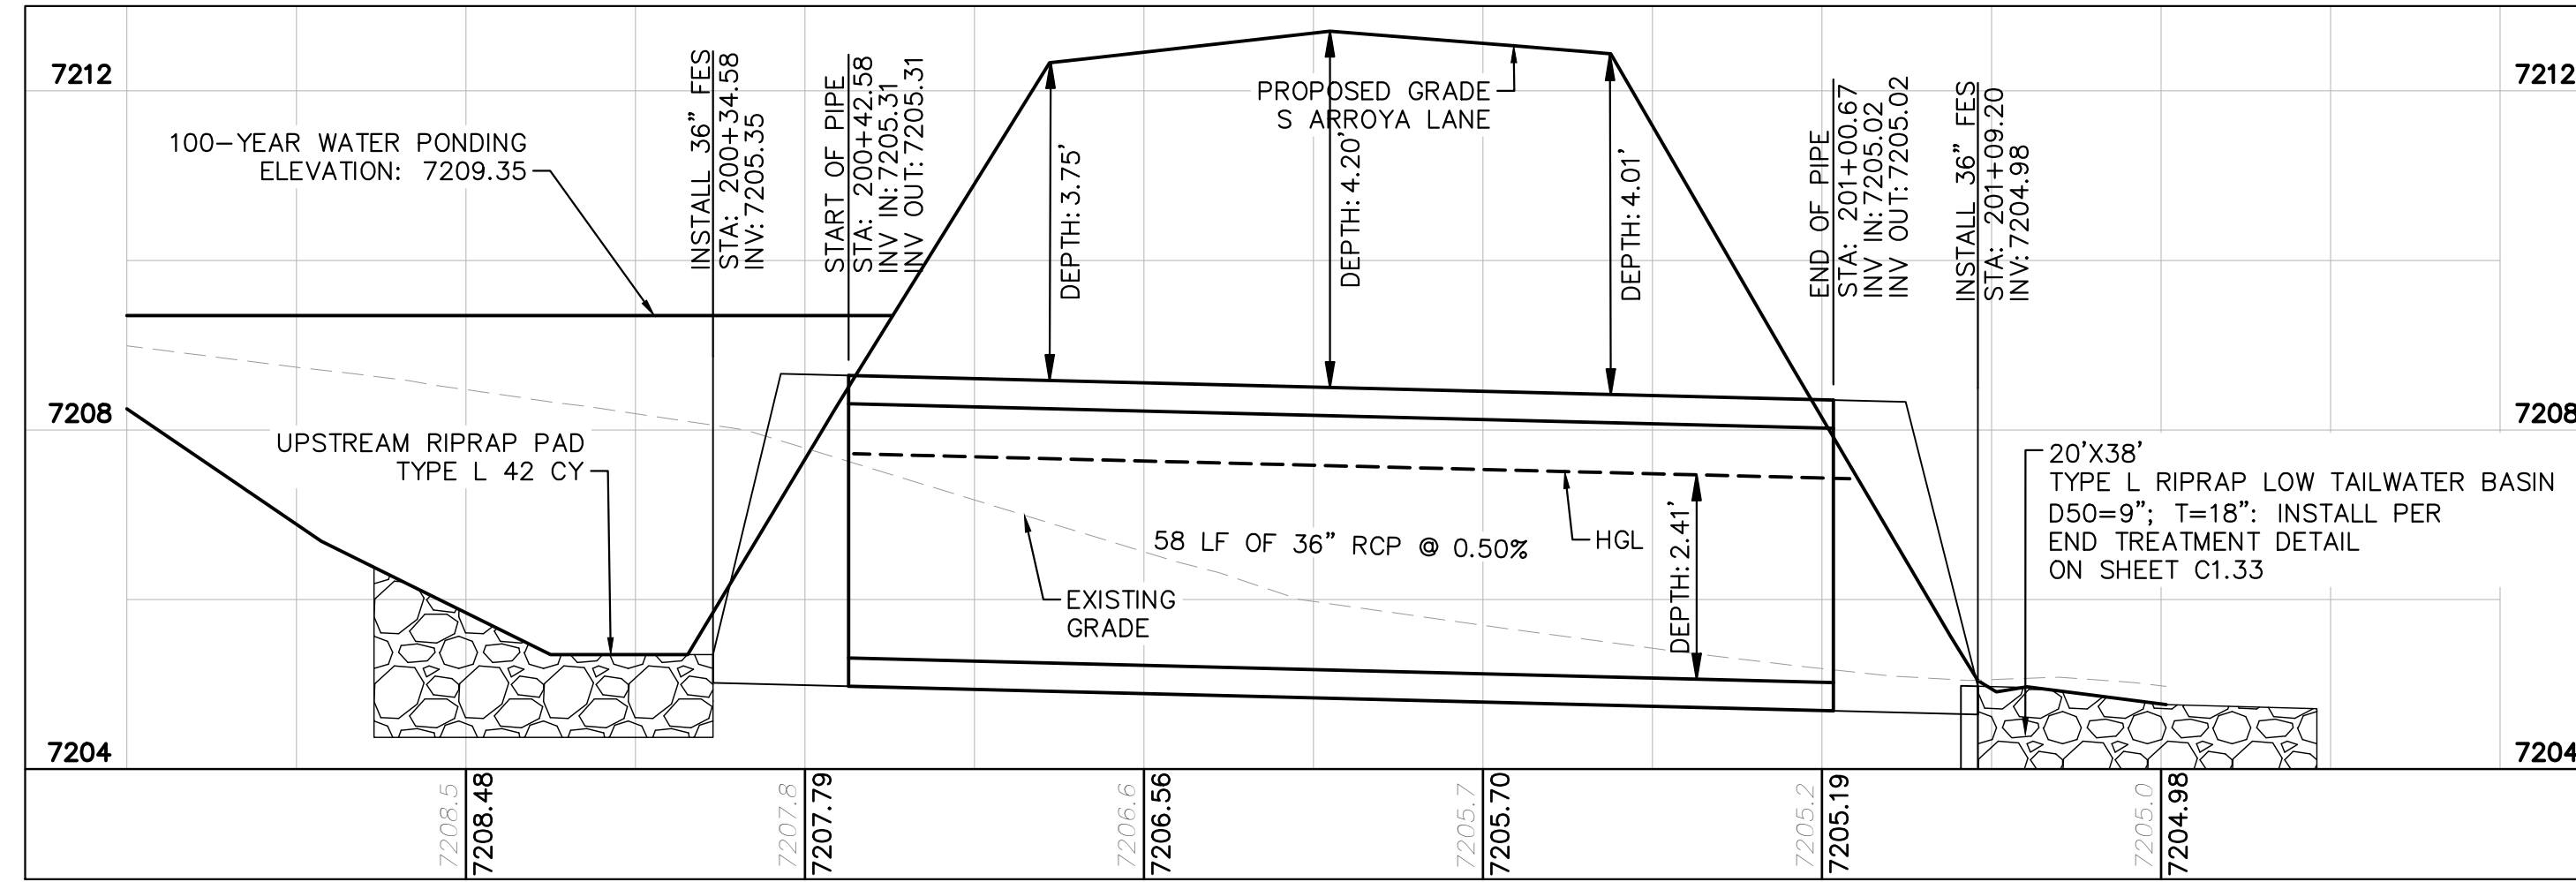 7212
7212
100-YEAR WATER PONDING
ELEVATION: 7209.35
INSTALL 36" FES
STA: 200+34.58
INV: 7205.35
START OF PIPE
STA: 200+42.58
INV IN: 7205.31
INV OUT: 7205.31
DEPTH: 3.75'
PROPOSED GRADE
S ARROYA LANE
DEPTH: 4.20'
DEPTH: 4.01'
END OF PIPE
STA: 201+00.67
INV IN: 7205.02
INV OUT: 7205.02
INSTALL 36" FES
STA: 201+09.20
INV: 7204.98
7208
7208
UPSTREAM RIPRAP PAD
TYPE L 42 CY
58 LF OF 36" RCP @ 0.50%
HGL
DEPTH: 2.41'
EXISTING
GRADE
20'X38'
TYPE L RIPRAP LOW TAILWATER BASIN
D50=9"; T=18": INSTALL PER
END TREATMENT DETAIL
ON SHEET C1.33
7204
7204
7208.5
7208.48
7207.8
7207.79
7206.6
7206.56
7205.7
7205.70
7205.2
7205.19
7205.0
7204.98